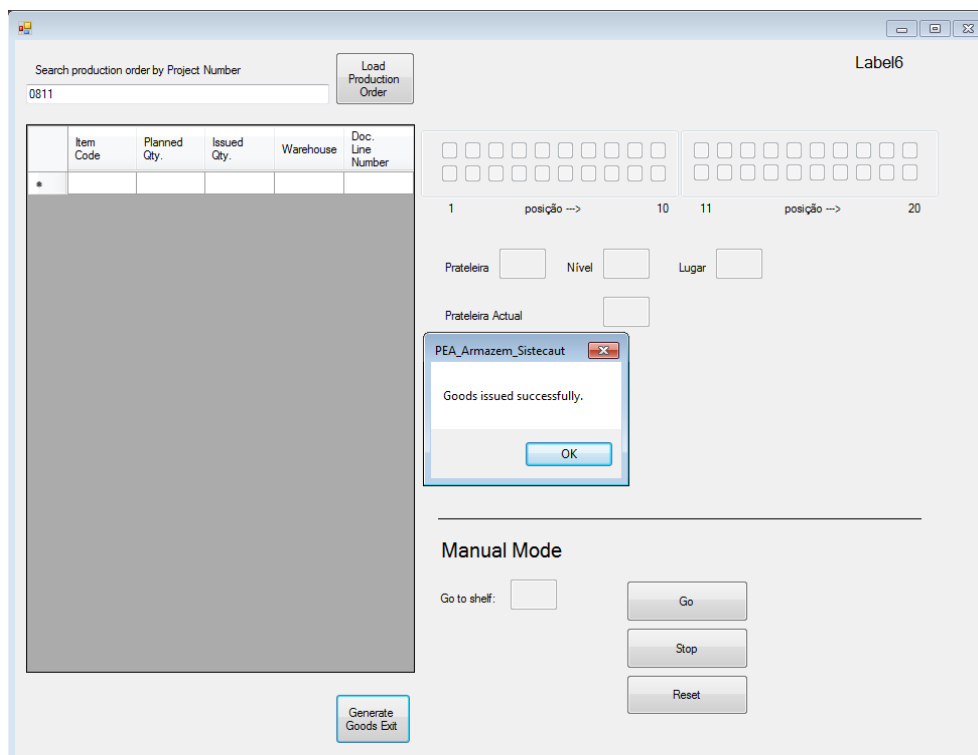 Label6
Search production order by Project Number
Load
Production
Order
0811
Item
Code
Planned
Qty.
Issued
Qty.
Warehouse
Doc.
Line
Number
*
1 posição ---> 10
11 posição ---> 20
Prateleira
Nível
Lugar
Prateleira Actual
PEA_Armazem_Sistecaut
Goods issued successfully.
OK
Manual Mode
Go to shelf:
Go
Stop
Reset
Generate
Goods Exit